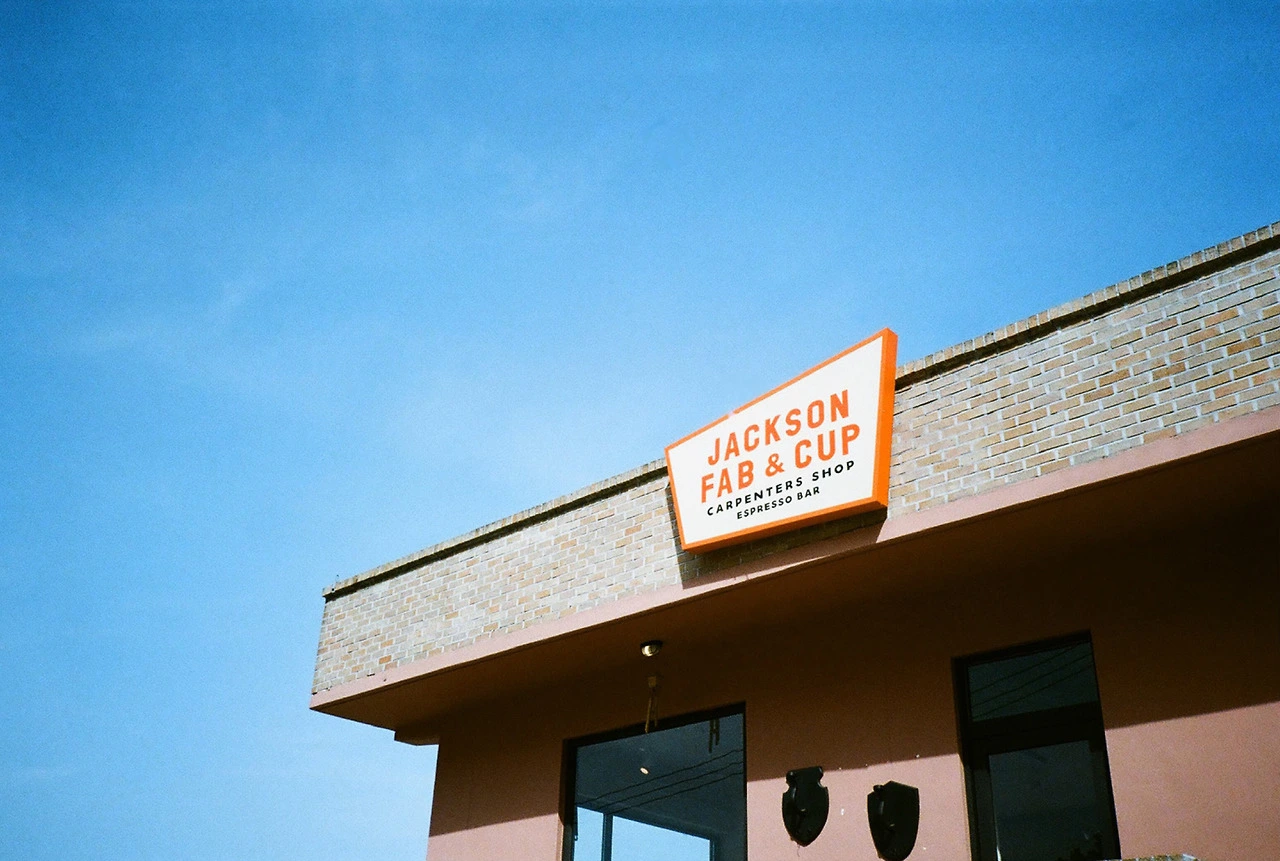 JACKSON
FAB & CUP
CARPENTERS SHOP
ESPRESSO BAR